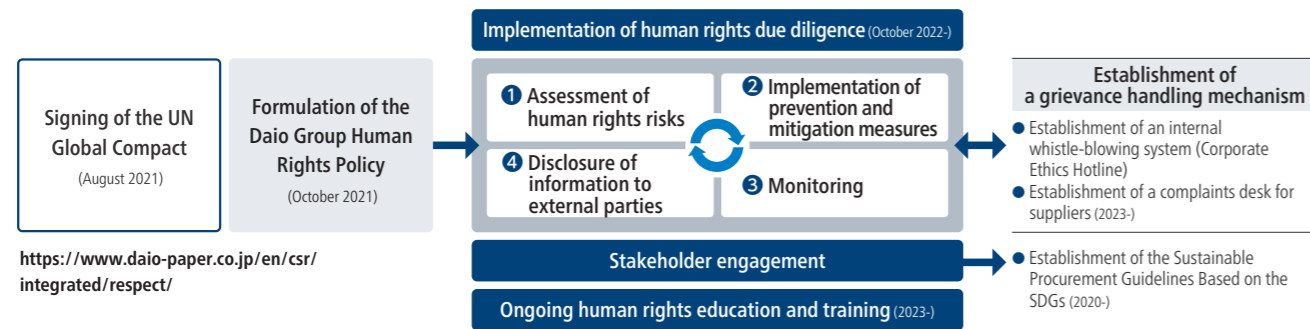 Signing of the UN
Global Compact
(August 2021)
https://www.daio-paper.co.jp/en/csr/
integrated/respect/
Formulation of the
Daio Group Human
Rights Policy
(October 2021)
Implementation of human rights due diligence (October 2022-)
1 Assessment of
human rights risks
2 Implementation of
prevention and
mitigation measures
3 Monitoring
4 Disclosure of
information to
external parties
Stakeholder engagement
Ongoing human rights education and training (2023-)
Establishment of
a grievance handling mechanism
● Establishment of an internal
whistle-blowing system (Corporate
Ethics Hotline)
● Establishment of a complaints desk for
suppliers (2023-)
● Establishment of the Sustainable
Procurement Guidelines Based on the
SDGs (2020-)